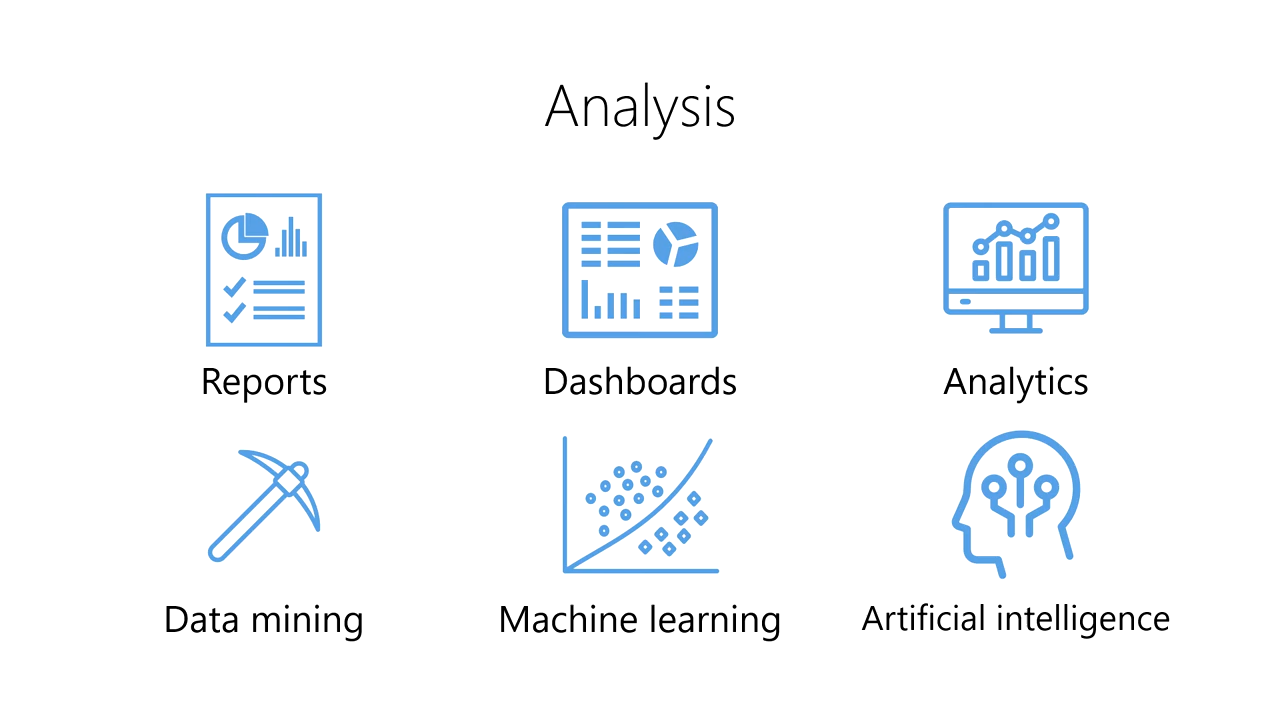 Analysis
Reports
Dashboards
Analytics
Data mining
Machine learning
Artificial intelligence